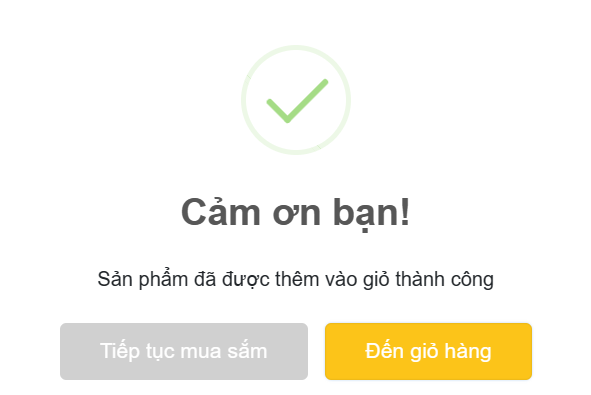 Cảm ơn bạn!
Sản phẩm đã được thêm vào giỏ thành công
Tiếp tục mua sắm
Đến giỏ hàng